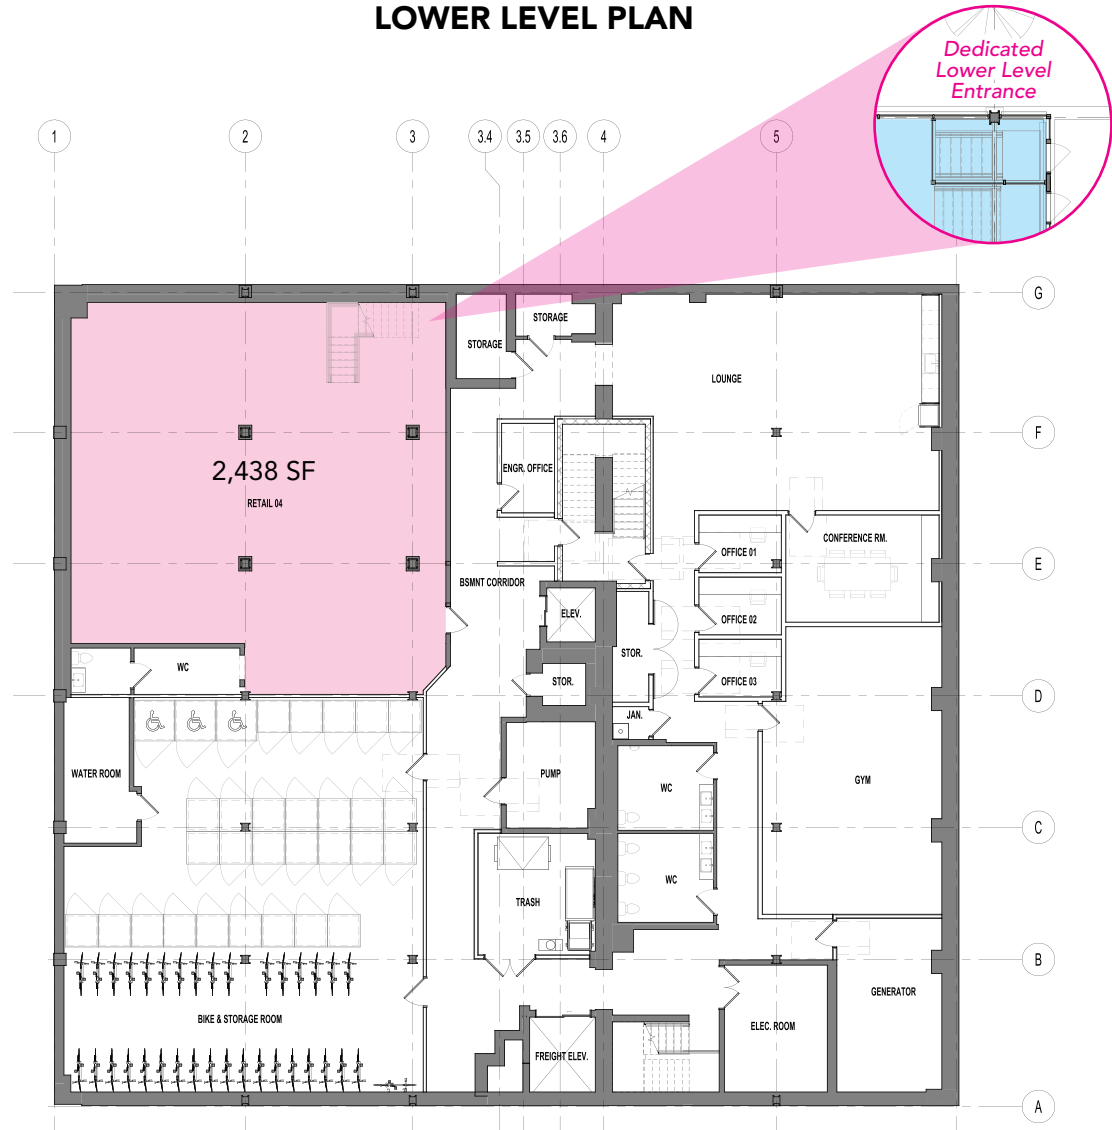 LOWER LEVEL PLAN
Dedicated
Lower Level
Entrance
1
2
3
3.4
3.5
3.6
4
5
G
STORAGE
STORAGE
LOUNGE
F
2,438 SF
RETAIL 04
ENGR. OFFICE
CONFERENCE RM.
OFFICE 01
E
BSMNT CORRIDOR
ELEV.
OFFICE 02
STOR.
WC
STOR.
OFFICE 03
D
JAN.
WATER ROOM
PUMP
WC
GYM
C
WC
TRASH
B
GENERATOR
BIKE & STORAGE ROOM
ELEC. ROOM
FREIGHT ELEV.
A